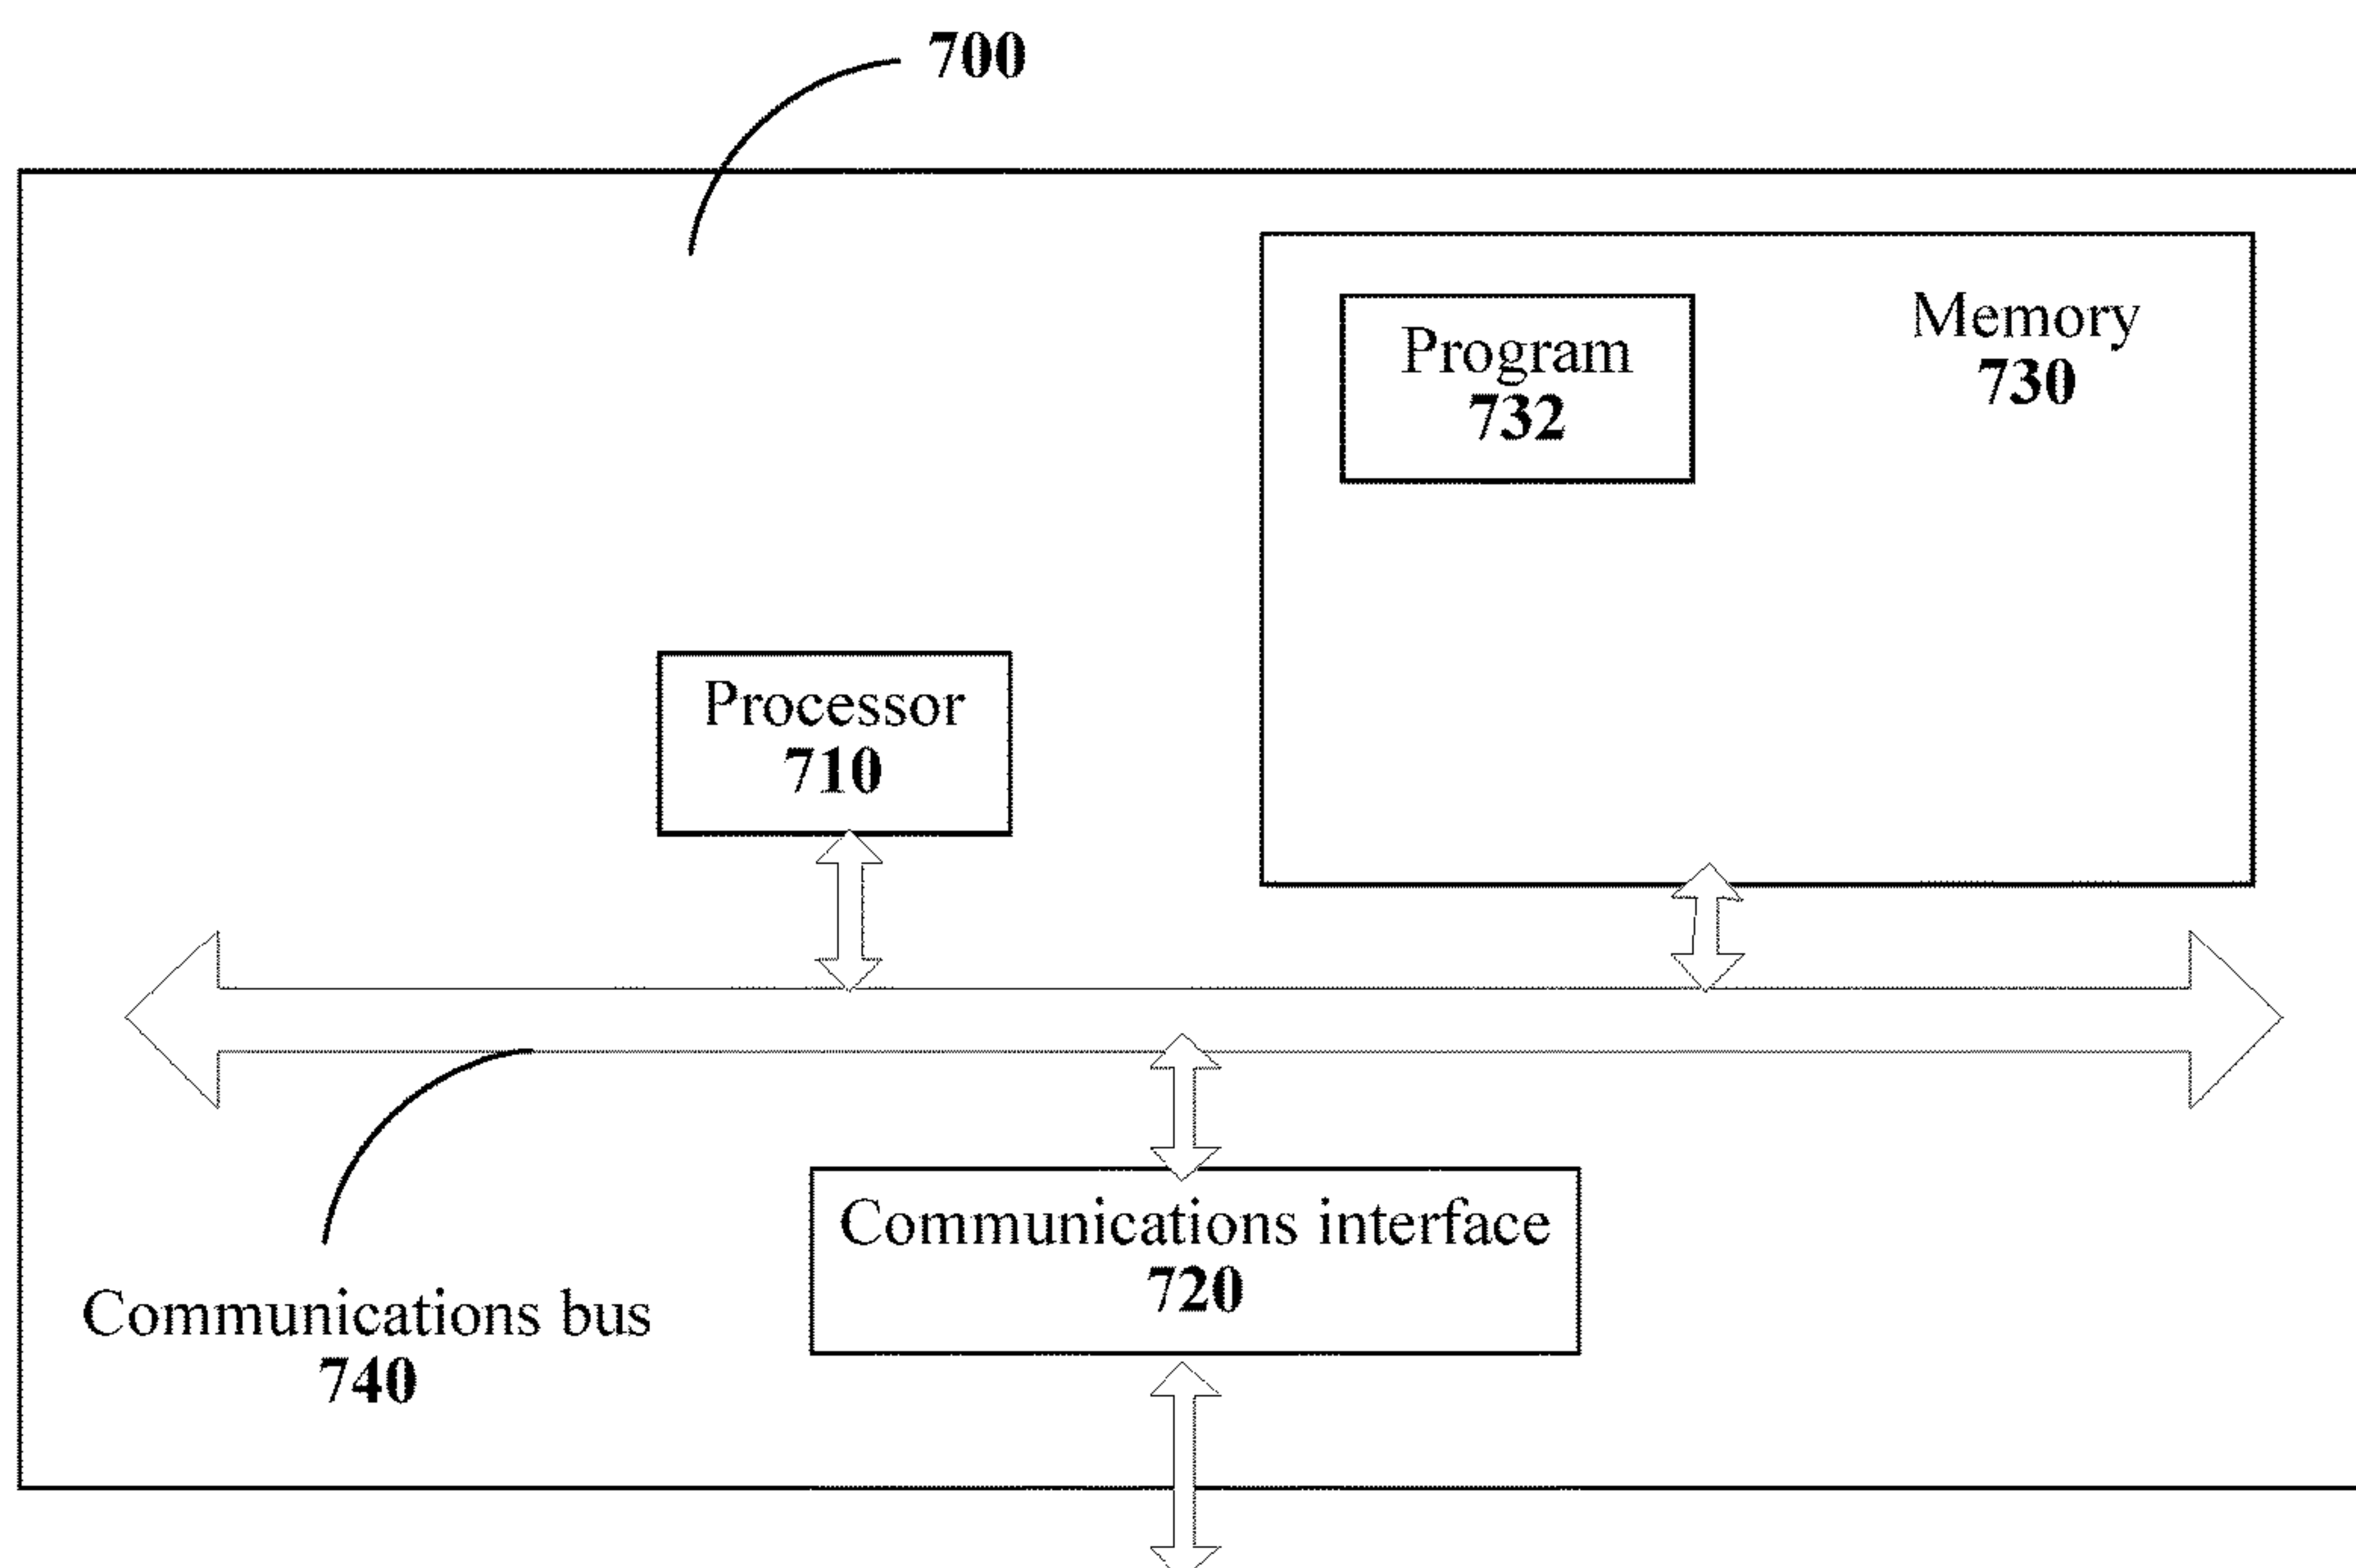 700
Program
732
Memory
730
Processor
710
Communications interface
720
Communications bus
740